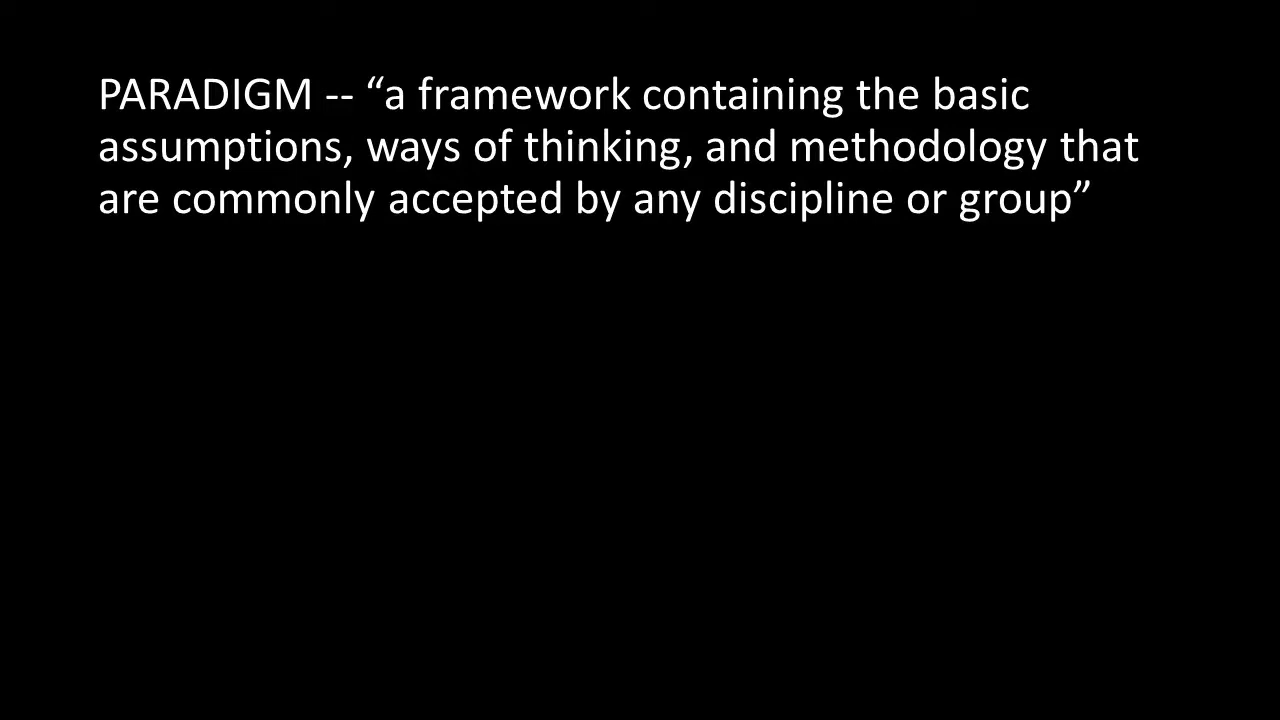 PARADIGM -- “a framework containing the basic
assumptions, ways of thinking, and methodology that
are commonly accepted by any discipline or group”